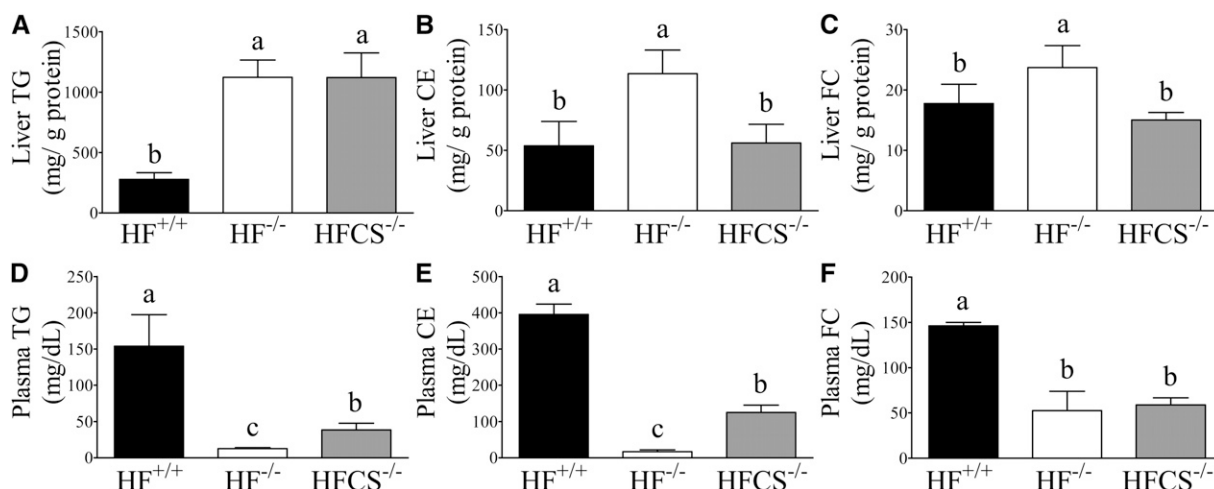 A
Liver TG
(mg/ g protein)
1500
1000
500
0
b
a
a
HF+/+
HF-/-
HFCS-/-
B
Liver CE
(mg/ g protein)
150
100
50
0
b
a
b
HF+/+
HF-/-
HFCS-/-
C
Liver FC
(mg/ g protein)
30
20
10
0
b
a
b
HF+/+
HF-/-
HFCS-/-
D
Plasma TG
(mg/dL)
250
200
150
100
50
0
a
c
b
HF+/+
HF-/-
HFCS-/-
E
Plasma CE
(mg/dL)
500
400
300
200
100
0
a
c
b
HF+/+
HF-/-
HFCS-/-
F
Plasma FC
(mg/dL)
200
150
100
50
0
a
b
b
HF+/+
HF-/-
HFCS-/-